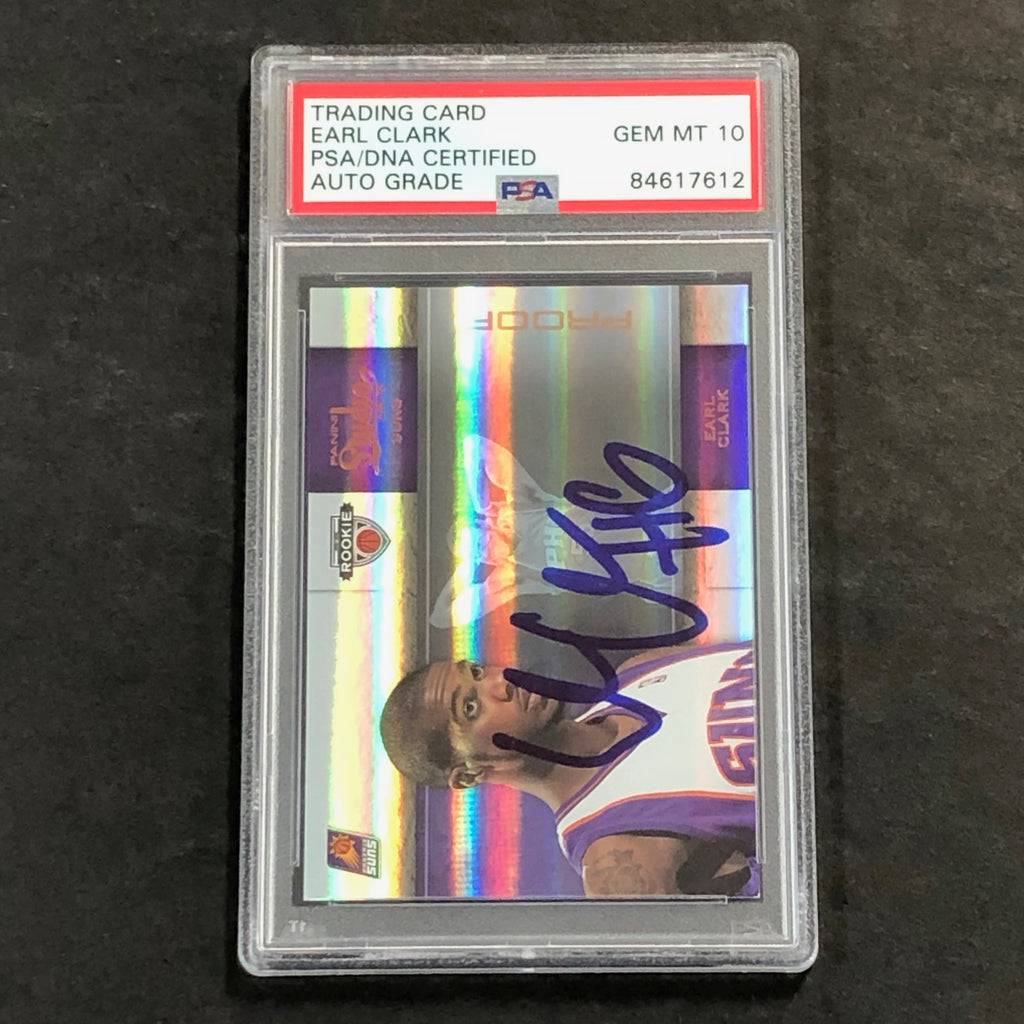 TRADING CARD
EARL CLARK
PSA/DNA CERTIFIED
AUTO GRADE
GEM MT 10
84617612
PSA
PROOF
PANINI
Studio
SUNS
EARL
CLARK
ROOKIE
PH
SUNS
SUNS